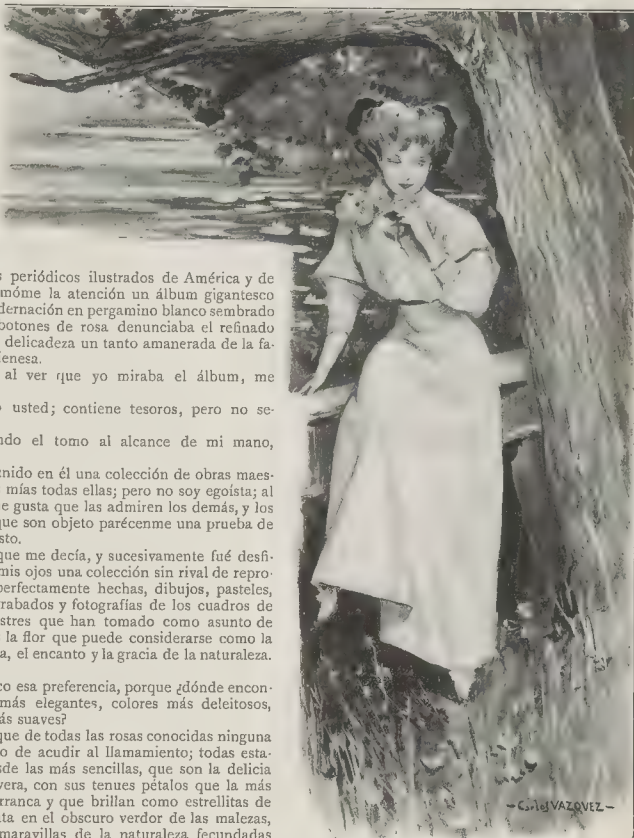 s periódicos ilustrados de América y de
móme la atención un álbum gigantesco
dernación en pergamino blanco sembrado
botones de rosa denunciaba el refinado
delicadeza un tanto amanerada de la fa-
enesa.
al ver que yo miraba el álbum, me
usted; contiene tesoros, pero no se-
ndo el tomo al alcance de mi mano,
nido en él una colección de obras maes-
mías todas ellas; pero no soy egoísta; al
e gusta que las admiren los demás, y los
que son objeto parécenme una prueba de
sto.
que me decía, y sucesivamente fué desfi-
mis ojos una colección sin rival de repro-
perfectamente hechas, dibujos, pasteles,
rabados y fotografías de los cuadros de
stres que han tomado como asunto de
la flor que puede considerarse como la
a, el encanto y la gracia de la naturaleza.
co esa preferencia, porque ¿dónde encon-
más elegantes, colores más deleitosos,
ás suaves?
que de todas las rosas conocidas ninguna
o de acudir al llamamiento; todas esta-
sde las más sencillas, que son la delicia
vera, con sus tenues pétalos que la más
rranca y que brillan como estrellitas de
ata en el obscuro verdor de las malezas,
maravillas de la naturaleza fecundadas
Carlos VAZQUEZ